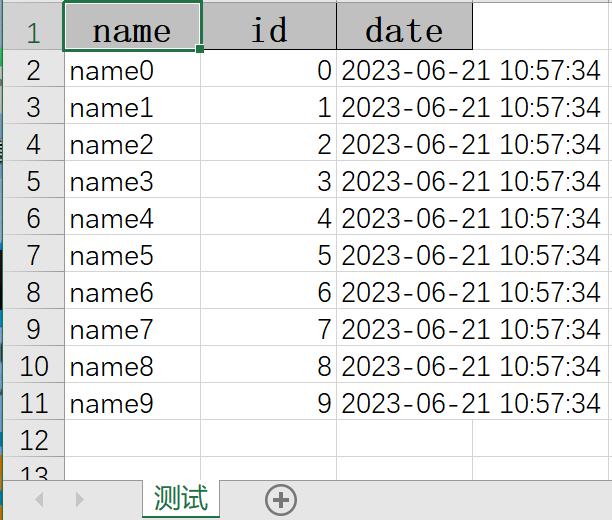 1 name id date
2 name0 0 2023-06-21 10:57:34
3 name1 1 2023-06-21 10:57:34
4 name2 2 2023-06-21 10:57:34
5 name3 3 2023-06-21 10:57:34
6 name4 4 2023-06-21 10:57:34
7 name5 5 2023-06-21 10:57:34
8 name6 6 2023-06-21 10:57:34
9 name7 7 2023-06-21 10:57:34
10 name8 8 2023-06-21 10:57:34
11 name9 9 2023-06-21 10:57:34
12
13
测试